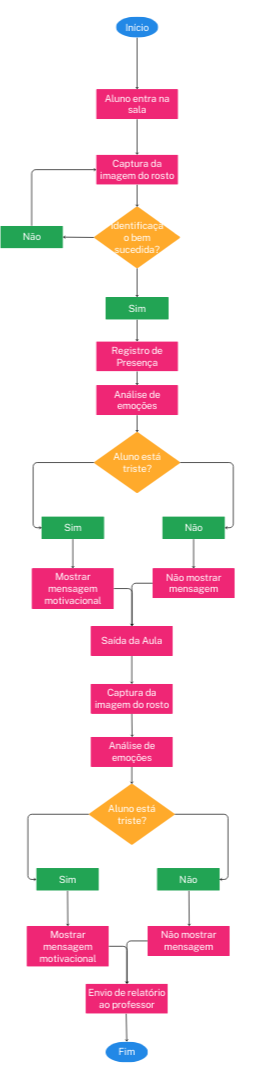 Início
Aluno entra na
sala
Captura da
imagem do rosto
Identificaçã
o bem
sucedida?
Não
Sim
Registro de
Presença
Análise de
emoções
Aluno está
triste?
Sim
Não
Mostrar
mensagem
motivacional
Não mostrar
mensagem
Saída da Aula
Captura da
imagem do rosto
Análise de
emoções
Aluno está
triste?
Sim
Não
Mostrar
mensagem
motivacional
Não mostrar
mensagem
Envio de relatório
ao professor
Fim